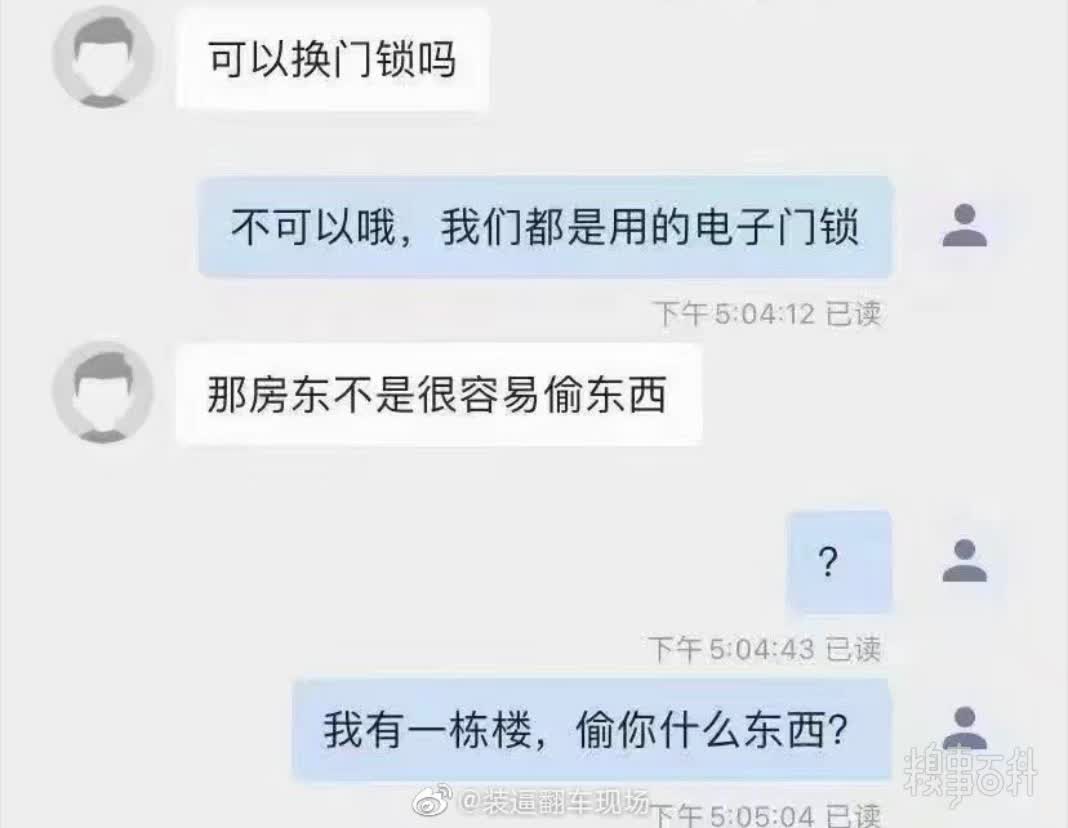 可以换门锁吗
不可以哦，我们都是用的电子门锁
下午 5:04:12 已读
那房东不是很容易偷东西
？
下午 5:04:43 已读
我有一栋楼，偷你什么东西？
糗事百科
@装逼翻车现场
下午 5:05:04 已读